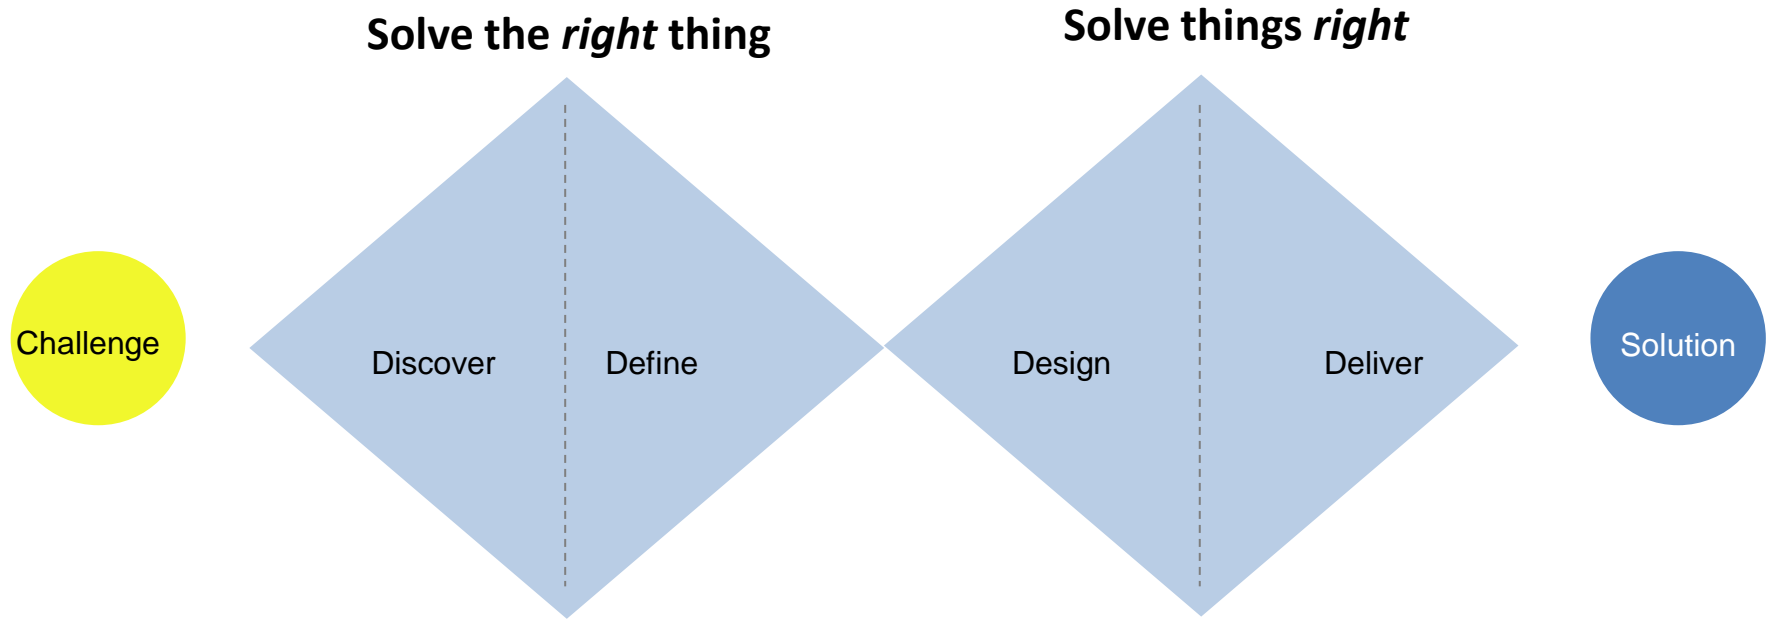 Solve the right thing
Solve things right
Challenge
Discover
Define
Design
Deliver
Solution